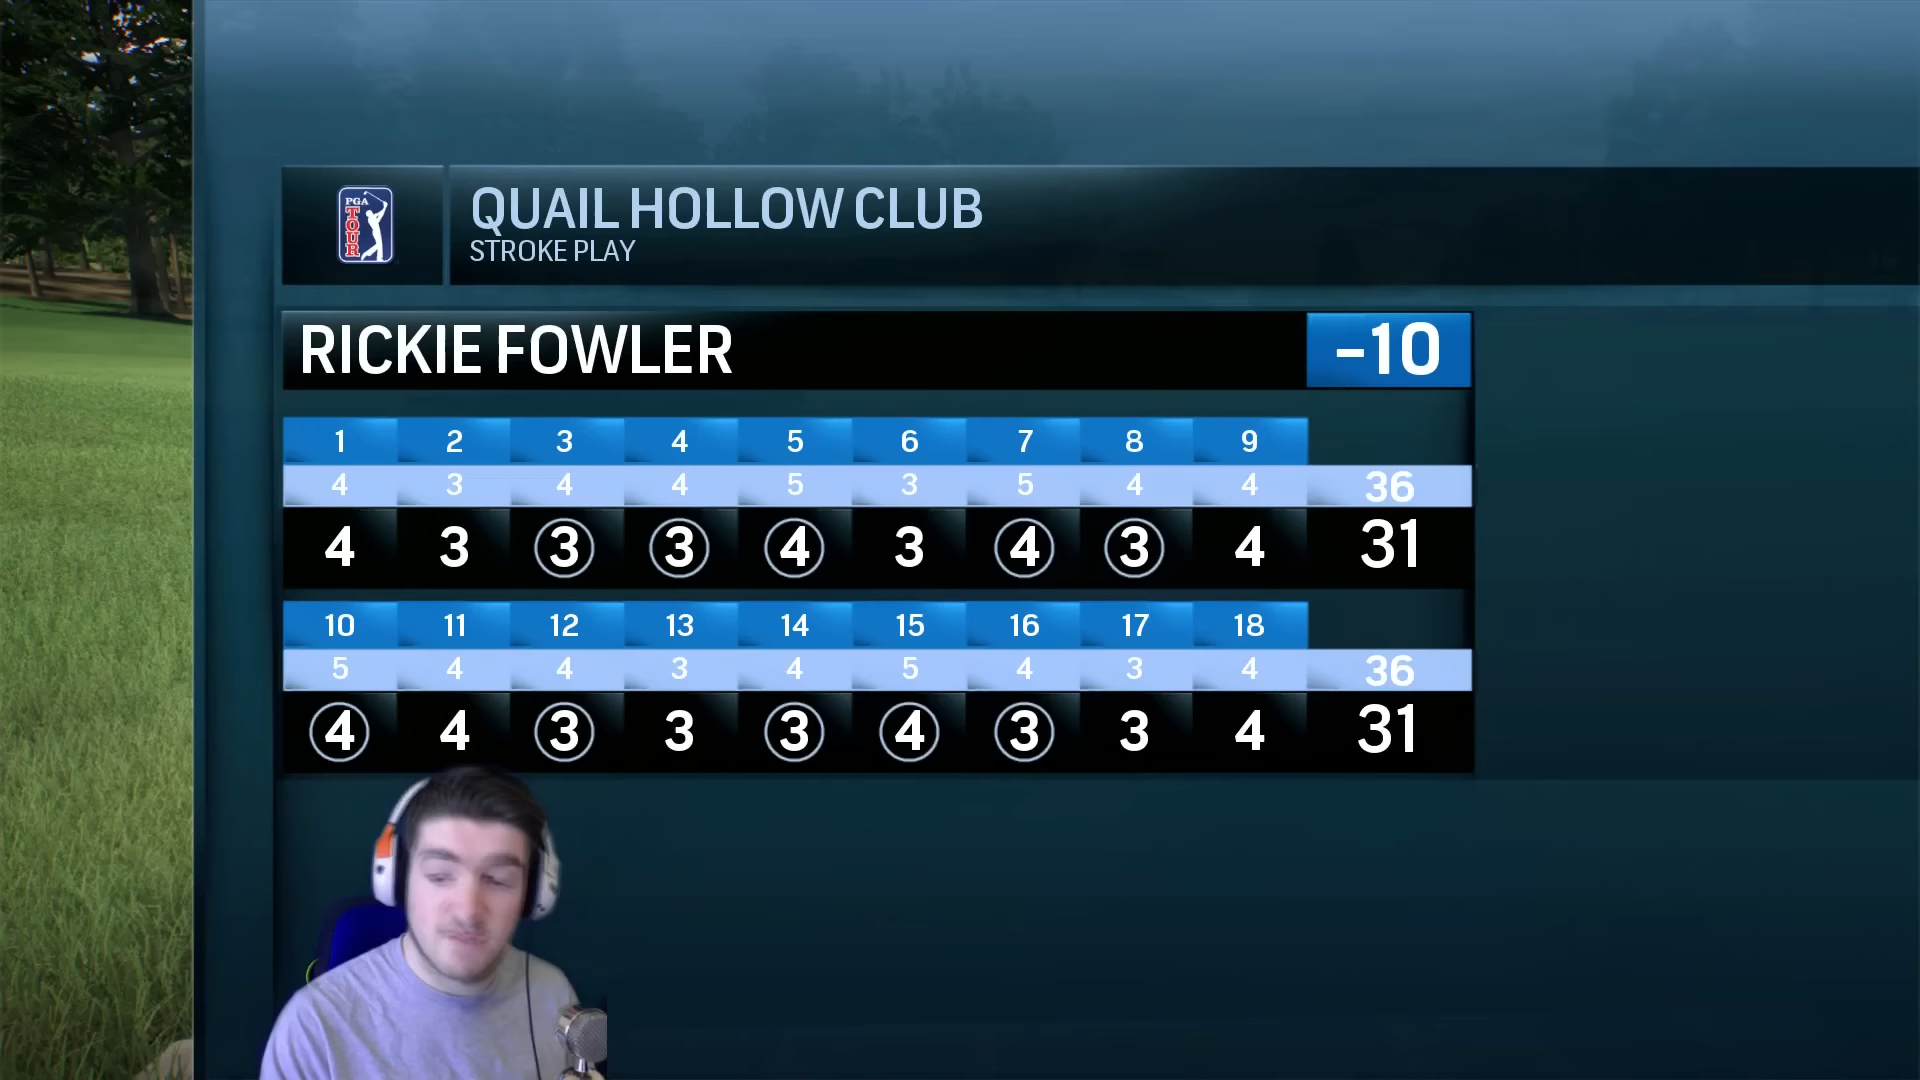 PGA
TOUR
QUAIL HOLLOW CLUB
STROKE PLAY
RICKIE FOWLER -10
1 2 3 4 5 6 7 8 9
4 3 4 4 5 3 5 4 4 36
4 3 3 3 4 3 4 3 4 31
10 11 12 13 14 15 16 17 18
5 4 4 3 4 5 4 3 4 36
4 4 3 3 3 4 3 3 4 31